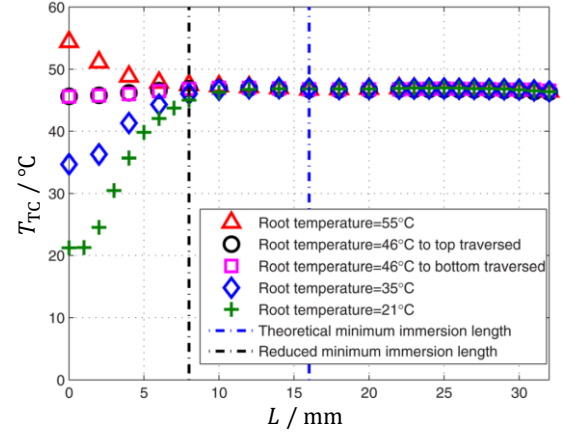 60
50
40
30
20
10
0
T_TC / °C
Root temperature=55°C
Root temperature=46°C to top traversed
Root temperature=46°C to bottom traversed
Root temperature=35°C
Root temperature=21°C
Theoretical minimum immersion length
Reduced minimum immersion length
0 5 10 15 20 25 30
L / mm